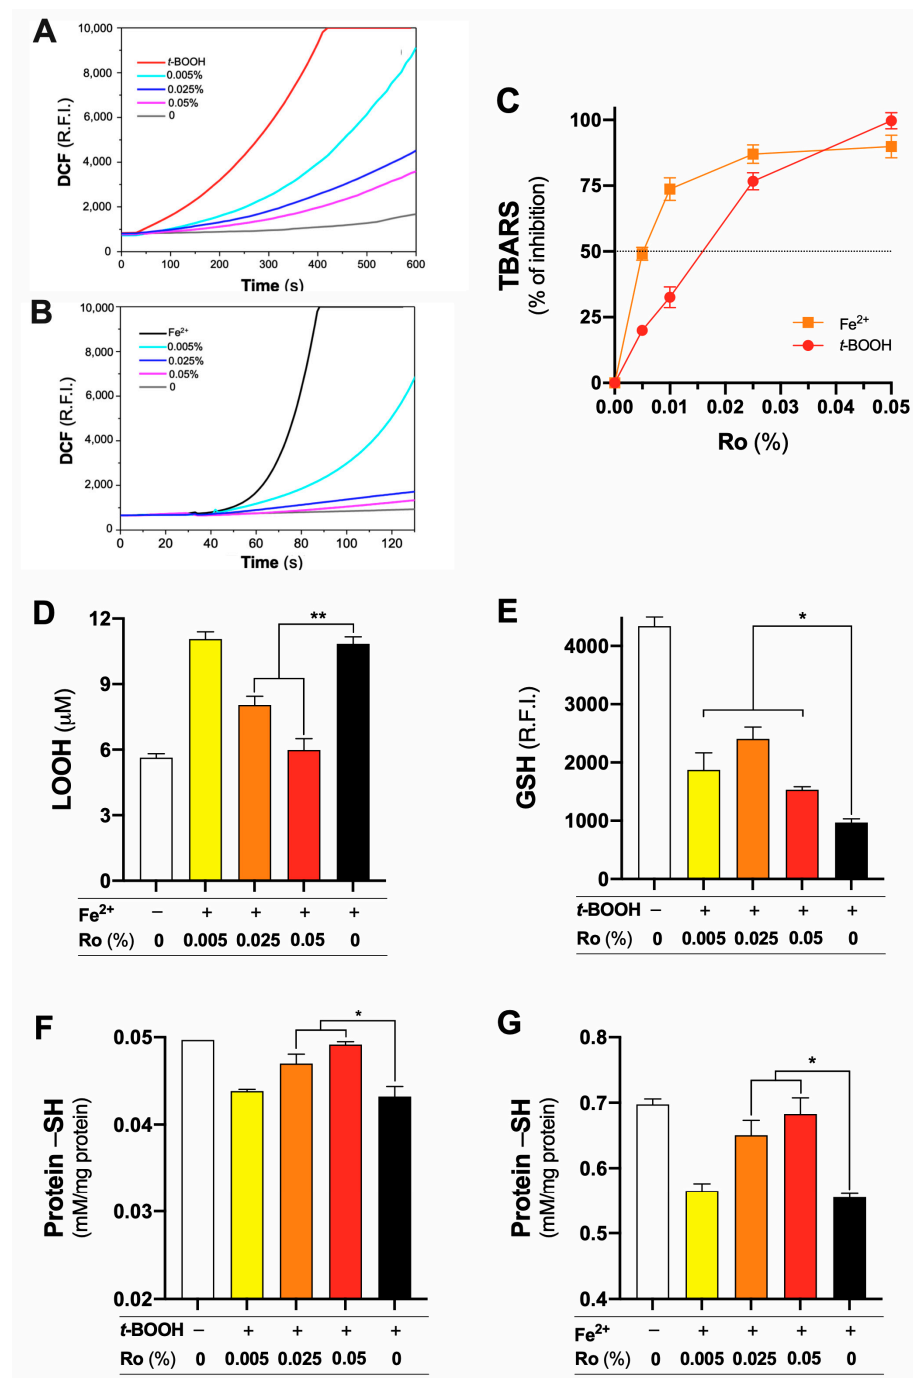 A
10,000
8,000
6,000
4,000
2,000
0
DCF (R.F.I.)
t-BOOH
0.005%
0.025%
0.05%
0
0 100 200 300 400 500 600
Time (s)
B
10,000
8,000
6,000
4,000
2,000
0
DCF (R.F.I.)
Fe²⁺
0.005%
0.025%
0.05%
0
0 20 40 60 80 100 120
Time (s)
C
100
75
50
25
0
TBARS
(% of inhibition)
Fe²⁺
t-BOOH
0.00 0.01 0.02 0.03 0.04 0.05
Ro (%)
D
12
9
6
3
0
LOOH (μM)
**
Fe²⁺ − + + + +
Ro (%) 0 0.005 0.025 0.05 0
E
4000
3000
2000
1000
0
GSH (R.F.I.)
*
t-BOOH − + + + +
Ro (%) 0 0.005 0.025 0.05 0
F
0.05
0.04
0.03
0.02
Protein –SH
(mM/mg protein)
*
t-BOOH − + + + +
Ro (%) 0 0.005 0.025 0.05 0
G
0.8
0.7
0.6
0.5
0.4
Protein –SH
(mM/mg protein)
*
Fe²⁺ − + + + +
Ro (%) 0 0.005 0.025 0.05 0